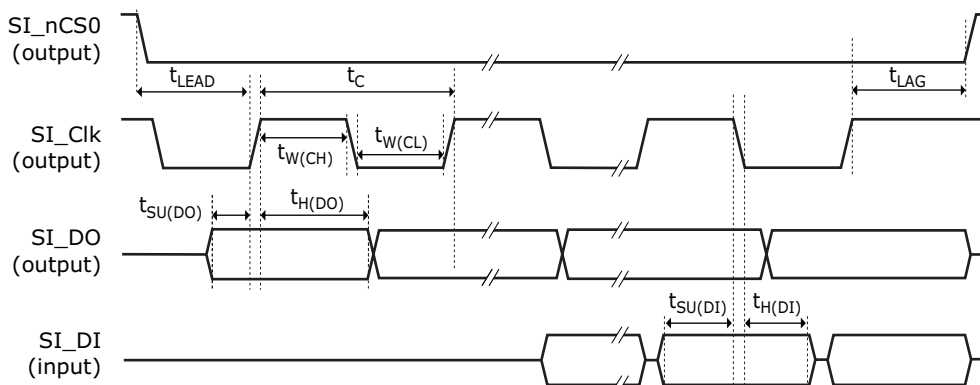 SI_nCS0
(output)
tLEAD
tC
tLAG
SI_Clk
(output)
tW(CH)
tW(CL)
tSU(DO)
tH(DO)
SI_DO
(output)
tSU(DI)
tH(DI)
SI_DI
(input)